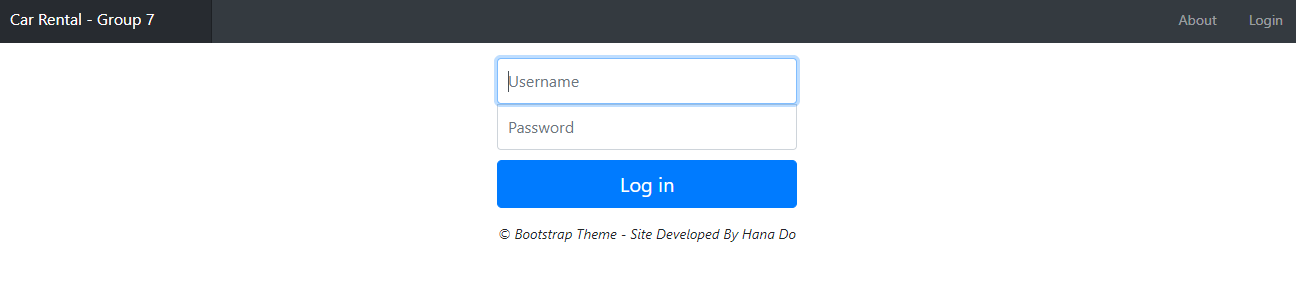 Car Rental - Group 7
About
Login
Username
Password
Log in
© Bootstrap Theme - Site Developed By Hana Do